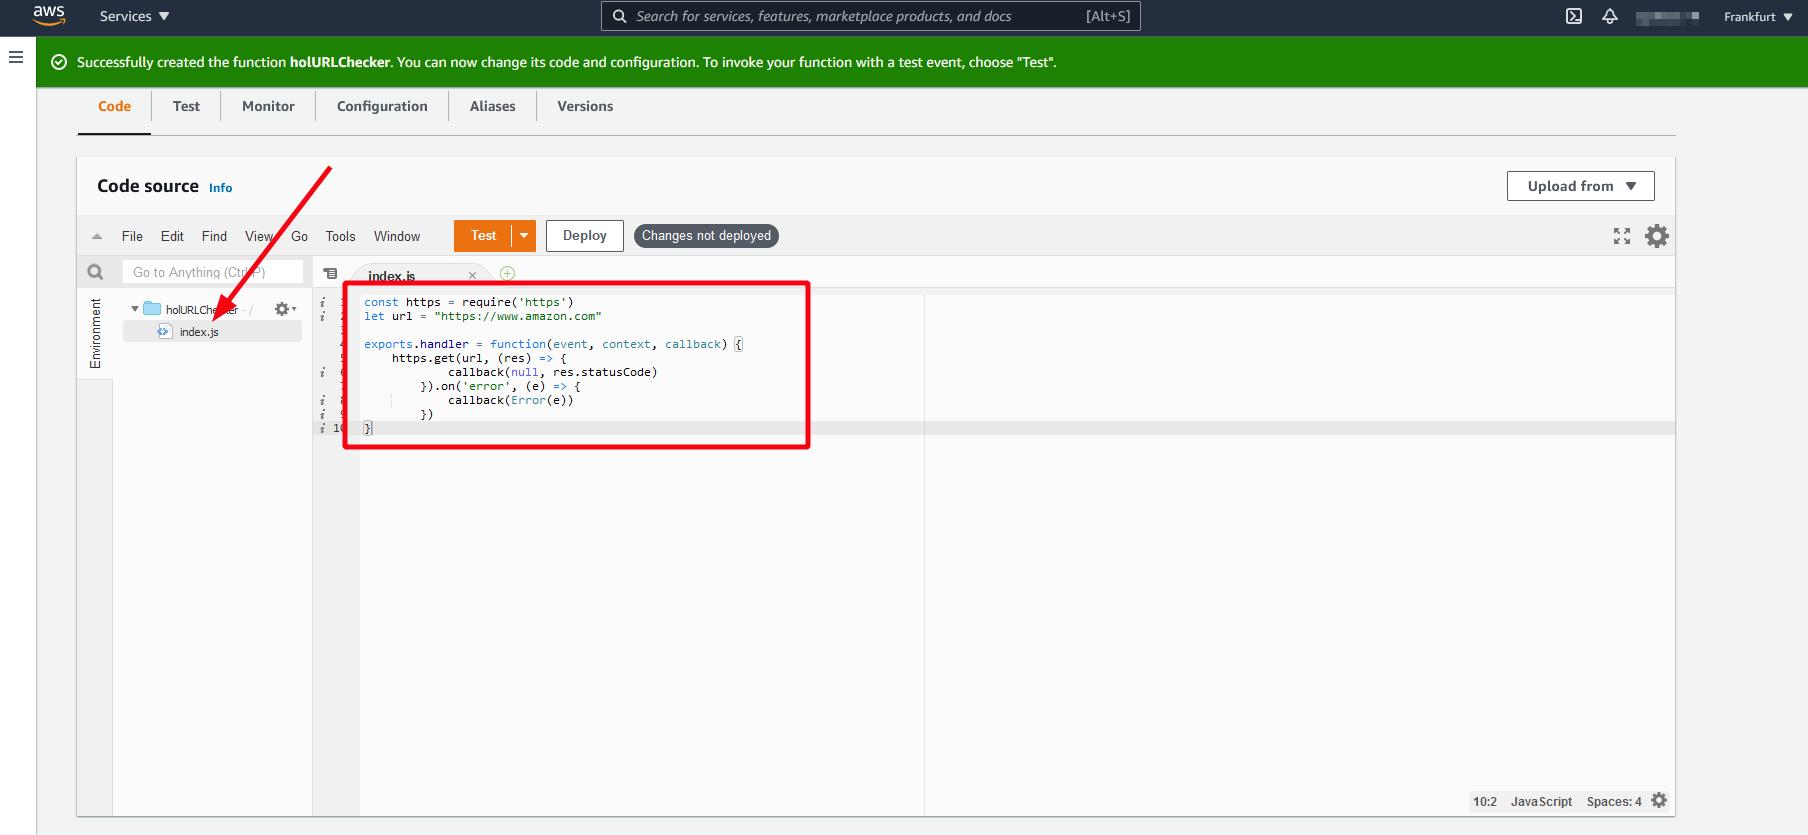 aws Services Search for services, features, marketplace products, and docs [Alt+S] Frankfurt
Successfully created the function holURLChecker. You can now change its code and configuration. To invoke your function with a test event, choose "Test".
Code Test Monitor Configuration Aliases Versions
Code source Info Upload from
File Edit Find View Go Tools Window Test Deploy Changes not deployed
Go to Anything (Ctrl-P) index.js
Environment
holURLChecker - /
index.js
const https = require('https')
let url = "https://www.amazon.com"
exports.handler = function(event, context, callback) {
https.get(url, (res) => {
callback(null, res.statusCode)
}).on('error', (e) => {
callback(Error(e))
})
10 }
10:2 JavaScript Spaces: 4